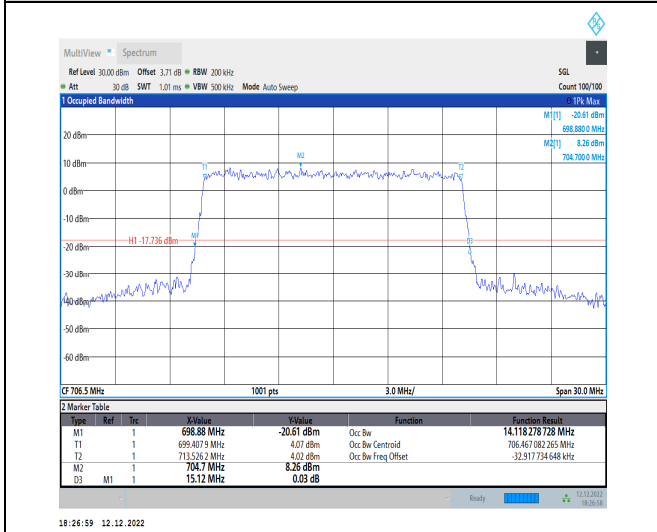 MultiView Spectrum
Ref Level 30.00 dBm Offset 3.71 dB RBW 200 kHz SGL
Att 30 dB SWT 1.01 ms VBW 500 kHz Mode Auto Sweep Count 100/100
1 Occupied Bandwidth 1Pk Max
M1[1] -20.61 dBm
698.8800 MHz
M2[1] 8.26 dBm
704.7000 MHz
20 dBm
M2
10 dBm
T1 T2
0 dBm
-10 dBm
H1 -17.736 dBm M1 D3
-20 dBm
-30 dBm
-40 dBm
-50 dBm
-60 dBm
CF 706.5 MHz 1001 pts 3.0 MHz/ Span 30.0 MHz
2 Marker Table
Type Ref Trc X-Value Y-Value Function Function Result
M1 1 698.88 MHz -20.61 dBm Occ Bw 14.118 278 728 MHz
T1 1 699.407 9 MHz 4.07 dBm Occ Bw Centroid 706.467 082 265 MHz
T2 1 713.526 2 MHz 4.02 dBm Occ Bw Freq Offset -32.917 734 648 kHz
M2 1 704.7 MHz 8.26 dBm
D3 M1 1 15.12 MHz 0.03 dB
Ready 12.12.2022
18:26:58
18:26:59 12.12.2022